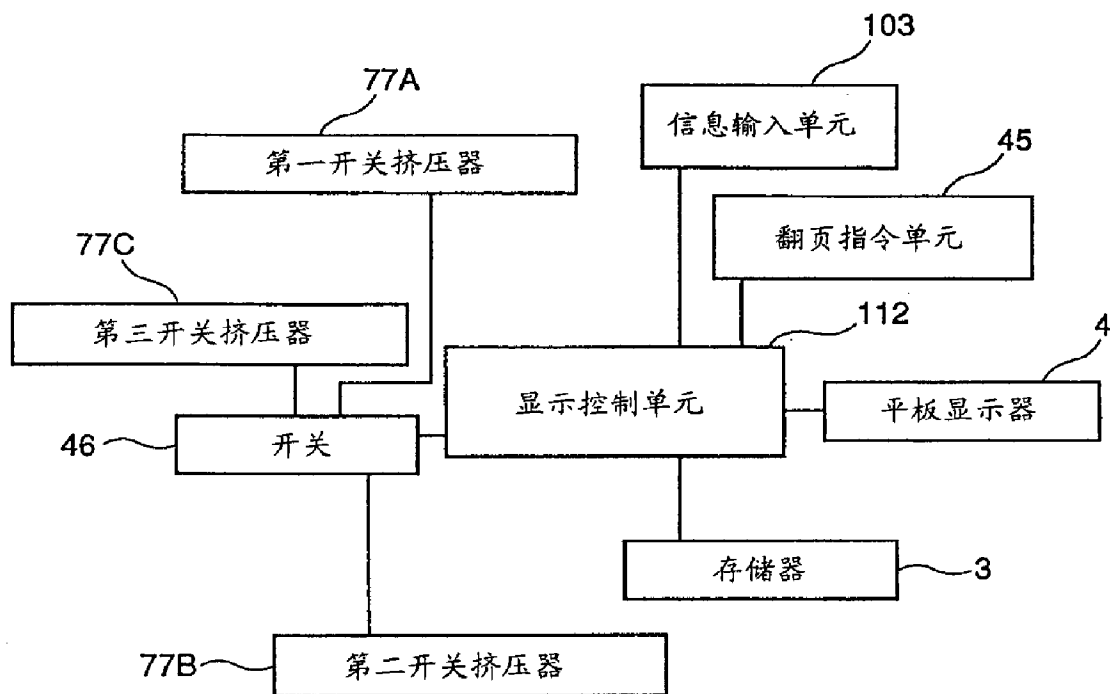 103
信息输入单元
77A
第一开关挤压器
45
翻页指令单元
77C
第三开关挤压器
112
显示控制单元
4
平板显示器
46
开关
存储器
3
77B
第二开关挤压器